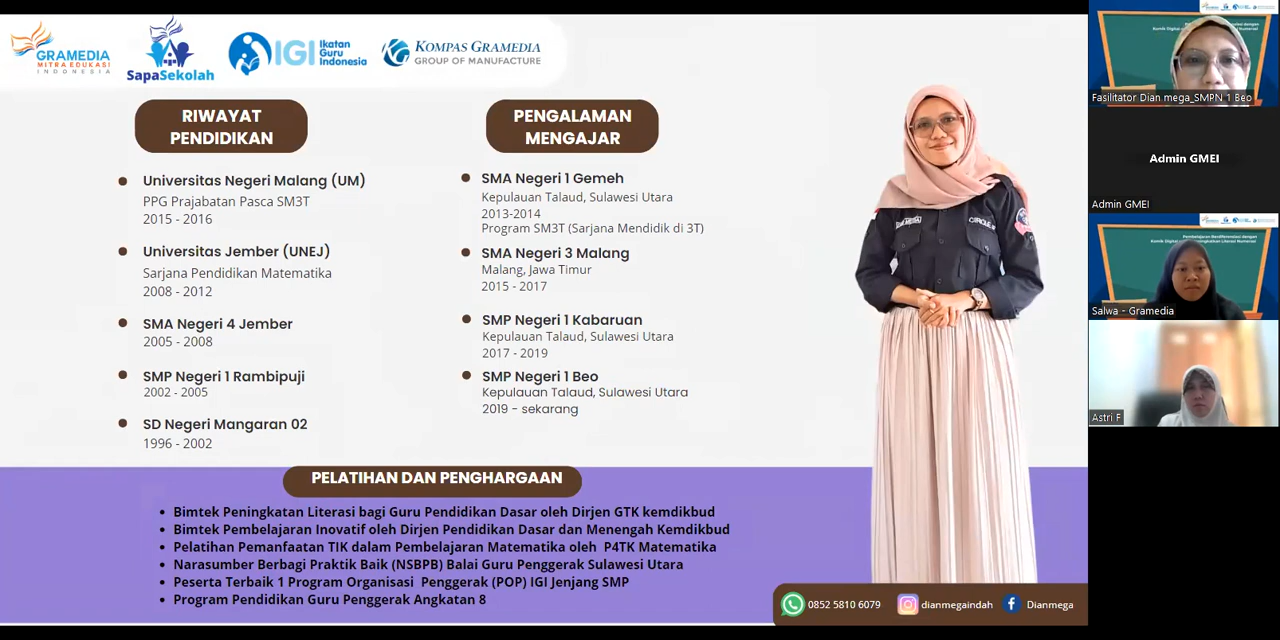 GRAMEDIA
MITRA EDUKASI
INDONESIA
SapaSekolah
IGI
Ikatan
Guru
Indonesia
KOMPAS GRAMEDIA
GROUP OF MANUFACTURE
RIWAYAT
PENDIDIKAN
Universitas Negeri Malang (UM)
PPG Prajabatan Pasca SM3T
2015 - 2016
Universitas Jember (UNEJ)
Sarjana Pendidikan Matematika
2008 - 2012
SMA Negeri 4 Jember
2005 - 2008
SMP Negeri 1 Rambipuji
2002 - 2005
SD Negeri Mangaran 02
1996 - 2002
PENGALAMAN
MENGAJAR
SMA Negeri 1 Gemeh
Kepulauan Talaud, Sulawesi Utara
2013-2014
Program SM3T (Sarjana Mendidik di 3T)
SMA Negeri 3 Malang
Malang, Jawa Timur
2015 - 2017
SMP Negeri 1 Kabaruan
Kepulauan Talaud, Sulawesi Utara
2017 - 2019
SMP Negeri 1 Beo
Kepulauan Talaud, Sulawesi Utara
2019 - sekarang
PELATIHAN DAN PENGHARGAAN
• Bimtek Peningkatan Literasi bagi Guru Pendidikan Dasar oleh Dirjen GTK kemdikbud
• Bimtek Pembelajaran Inovatif oleh Dirjen Pendidikan Dasar dan Menengah Kemdikbud
• Pelatihan Pemanfaatan TIK dalam Pembelajaran Matematika oleh P4TK Matematika
• Narasumber Berbagi Praktik Baik (NSBPB) Balai Guru Penggerak Sulawesi Utara
• Peserta Terbaik 1 Program Organisasi Penggerak (POP) IGI Jenjang SMP
• Program Pendidikan Guru Penggerak Angkatan 8
0852 5810 6079
dianmegaindah
Dianmega
Fasilitator Dian mega_SMPN 1 Beo
Admin GMEI
Admin GMEI
Pembelajaran Berdiferensiasi dengan
Komik Digital
Literasi Numerasi
Salwa - Gramedia
Astri F